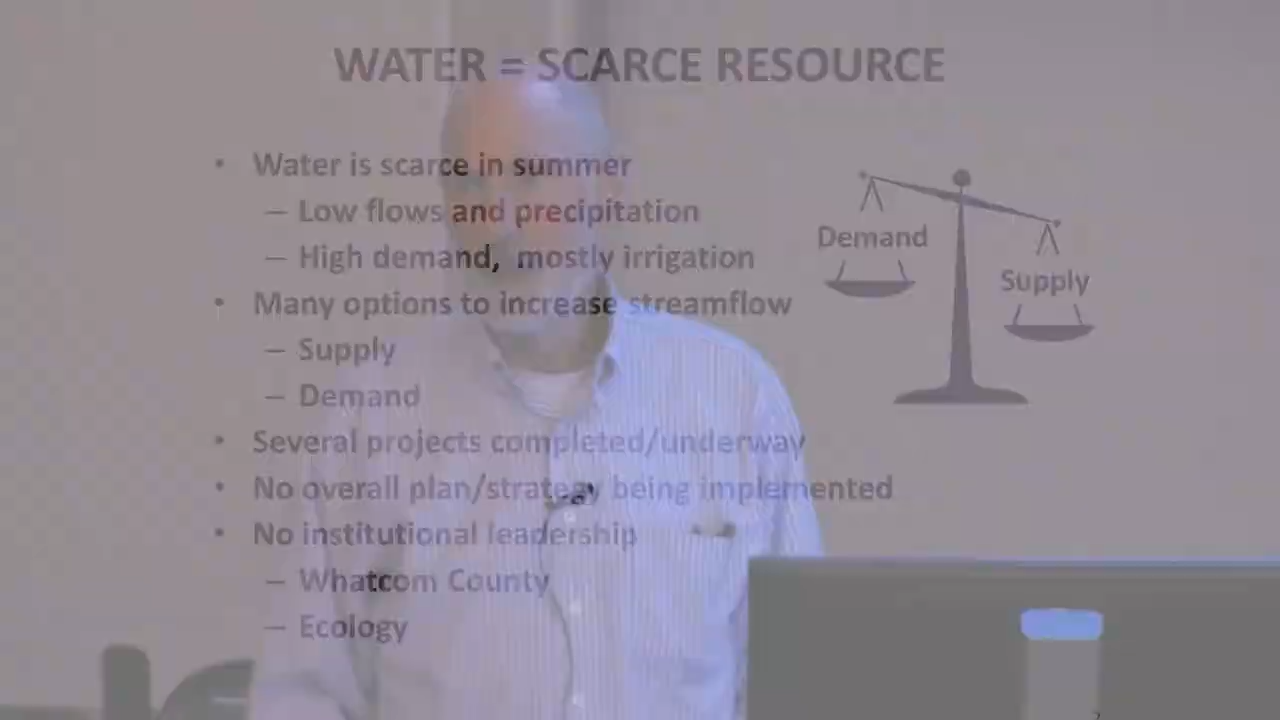 WATER = SCARCE RESOURCE
• Water is scarce in summer
– Low flows and precipitation
– High demand, mostly irrigation
• Many options to increase streamflow
– Supply
– Demand
• Several projects completed/underway
• No overall plan/strategy being implemented
• No institutional leadership
– Whatcom County
– Ecology
Demand
Supply